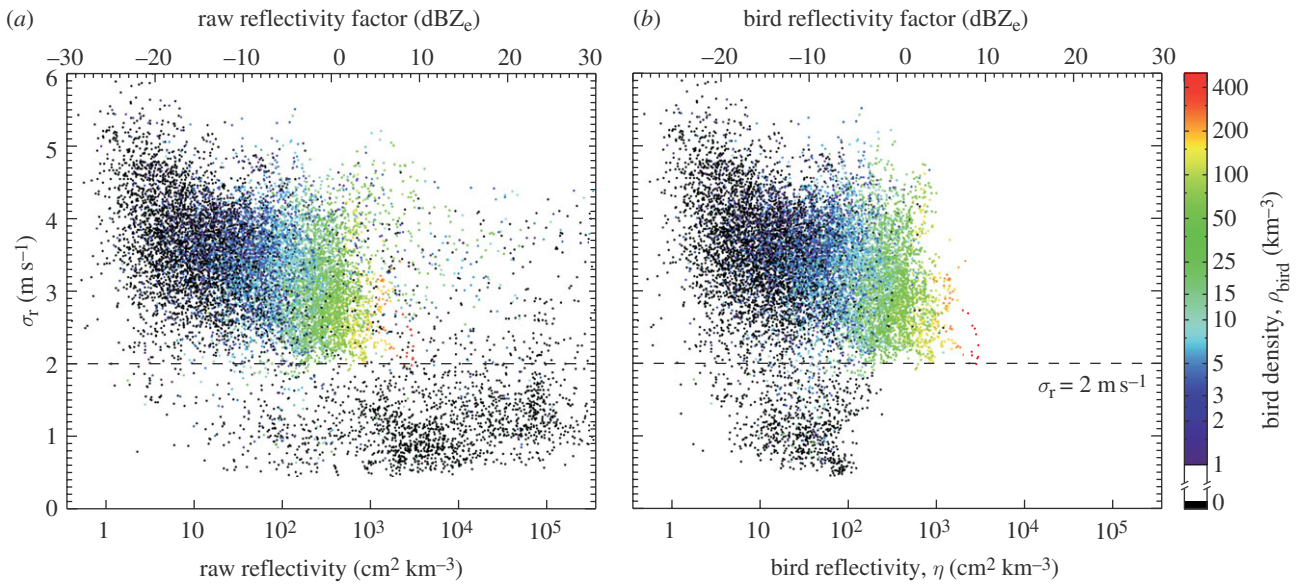 (a) raw reflectivity factor (dBZe)
−30 −20 −10 0 10 20 30
6
5
4
3
2
1
0
σr (m s−1)
1 10 10² 10³ 10⁴ 10⁵
raw reflectivity (cm² km−3)
(b) bird reflectivity factor (dBZe)
−20 −10 0 10 20 30
σr = 2 m s−1
1 10 10² 10³ 10⁴ 10⁵
bird reflectivity, η (cm² km−3)
400
200
100
50
25
15
10
5
3
2
1
0
bird density, ρbird (km−3)